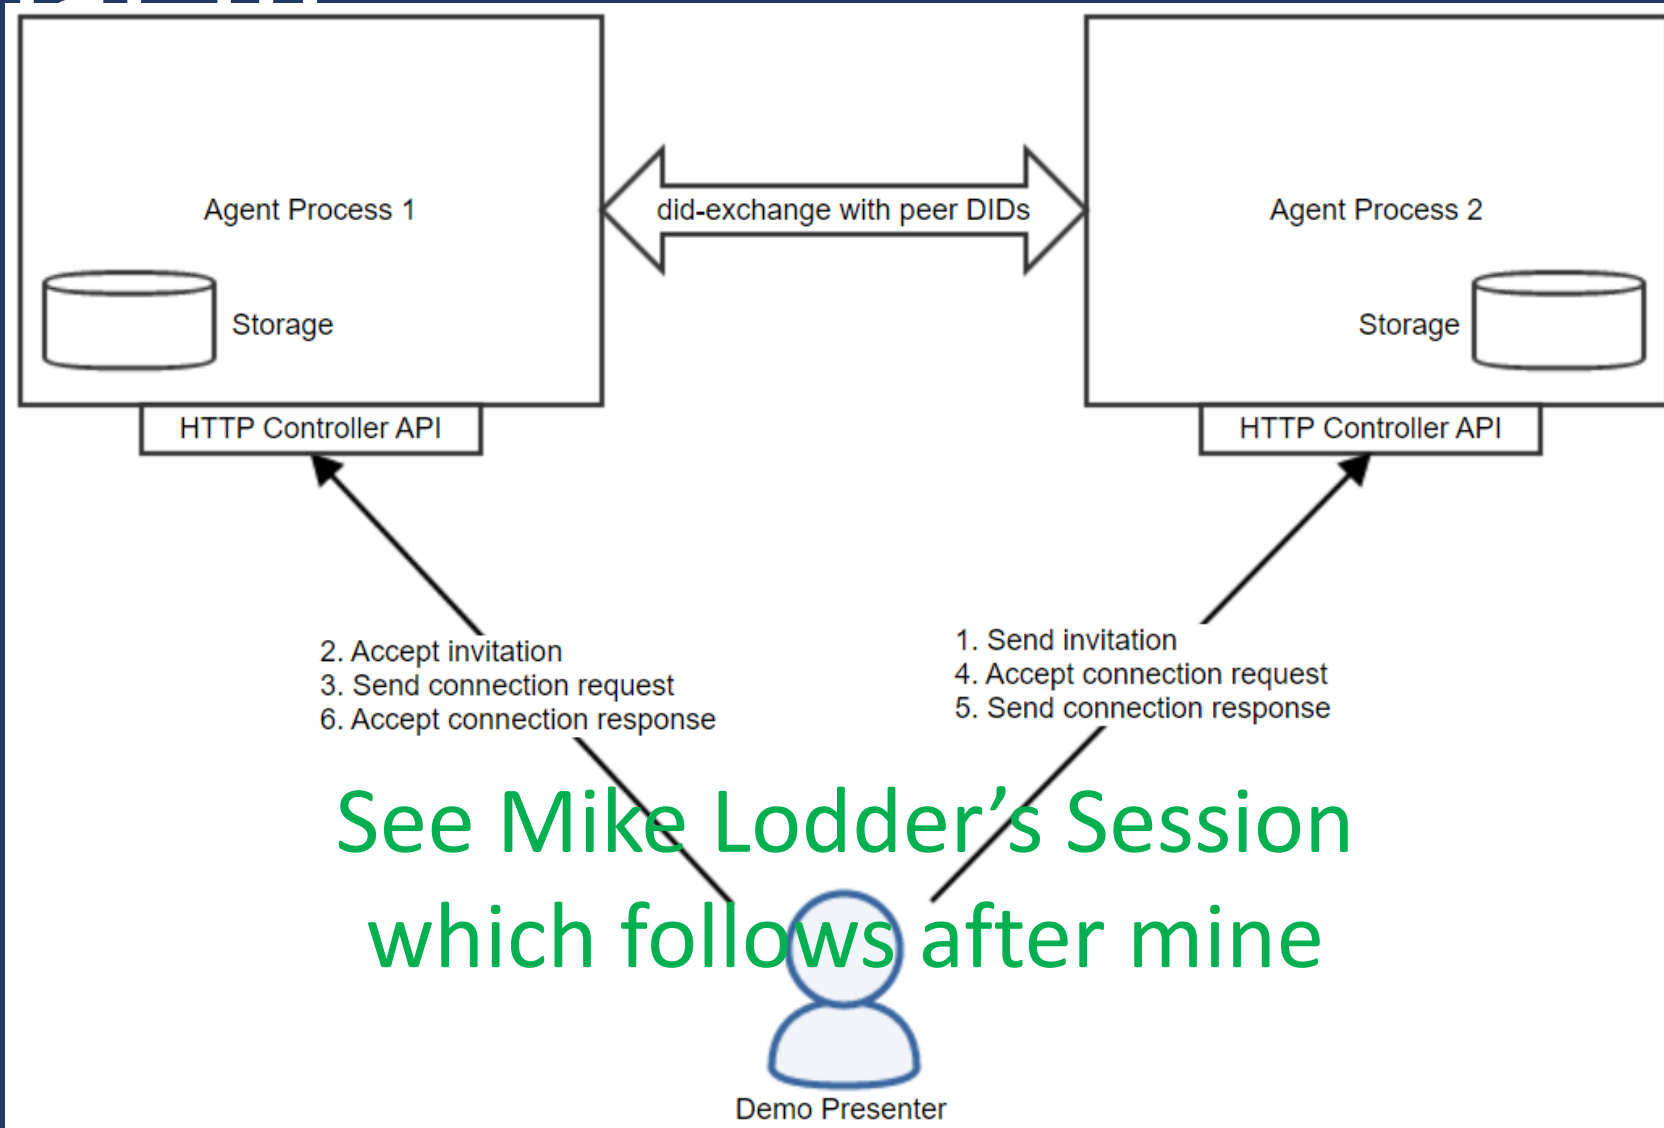 Agent Process 1
did-exchange with peer DIDs
Agent Process 2
Storage
Storage
HTTP Controller API
HTTP Controller API
2. Accept invitation
3. Send connection request
6. Accept connection response
1. Send invitation
4. Accept connection request
5. Send connection response
See Mike Lodder’s Session
which follows after mine
Demo Presenter